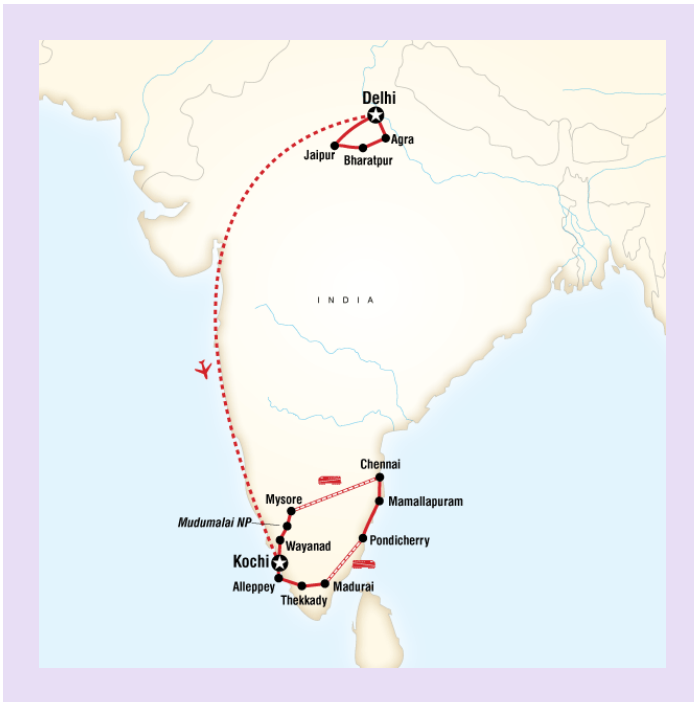 Delhi
Agra
Jaipur
Bharatpur
INDIA
Chennai
Mysore
Mamallapuram
Mudumalai NP
Wayanad
Pondicherry
Kochi
Alleppey
Madurai
Thekkady